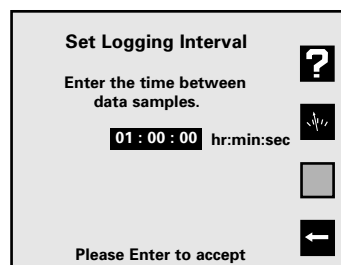 Set Logging Interval
Enter the time between
data samples.
01 : 00 : 00 hr:min:sec
Please Enter to accept
?